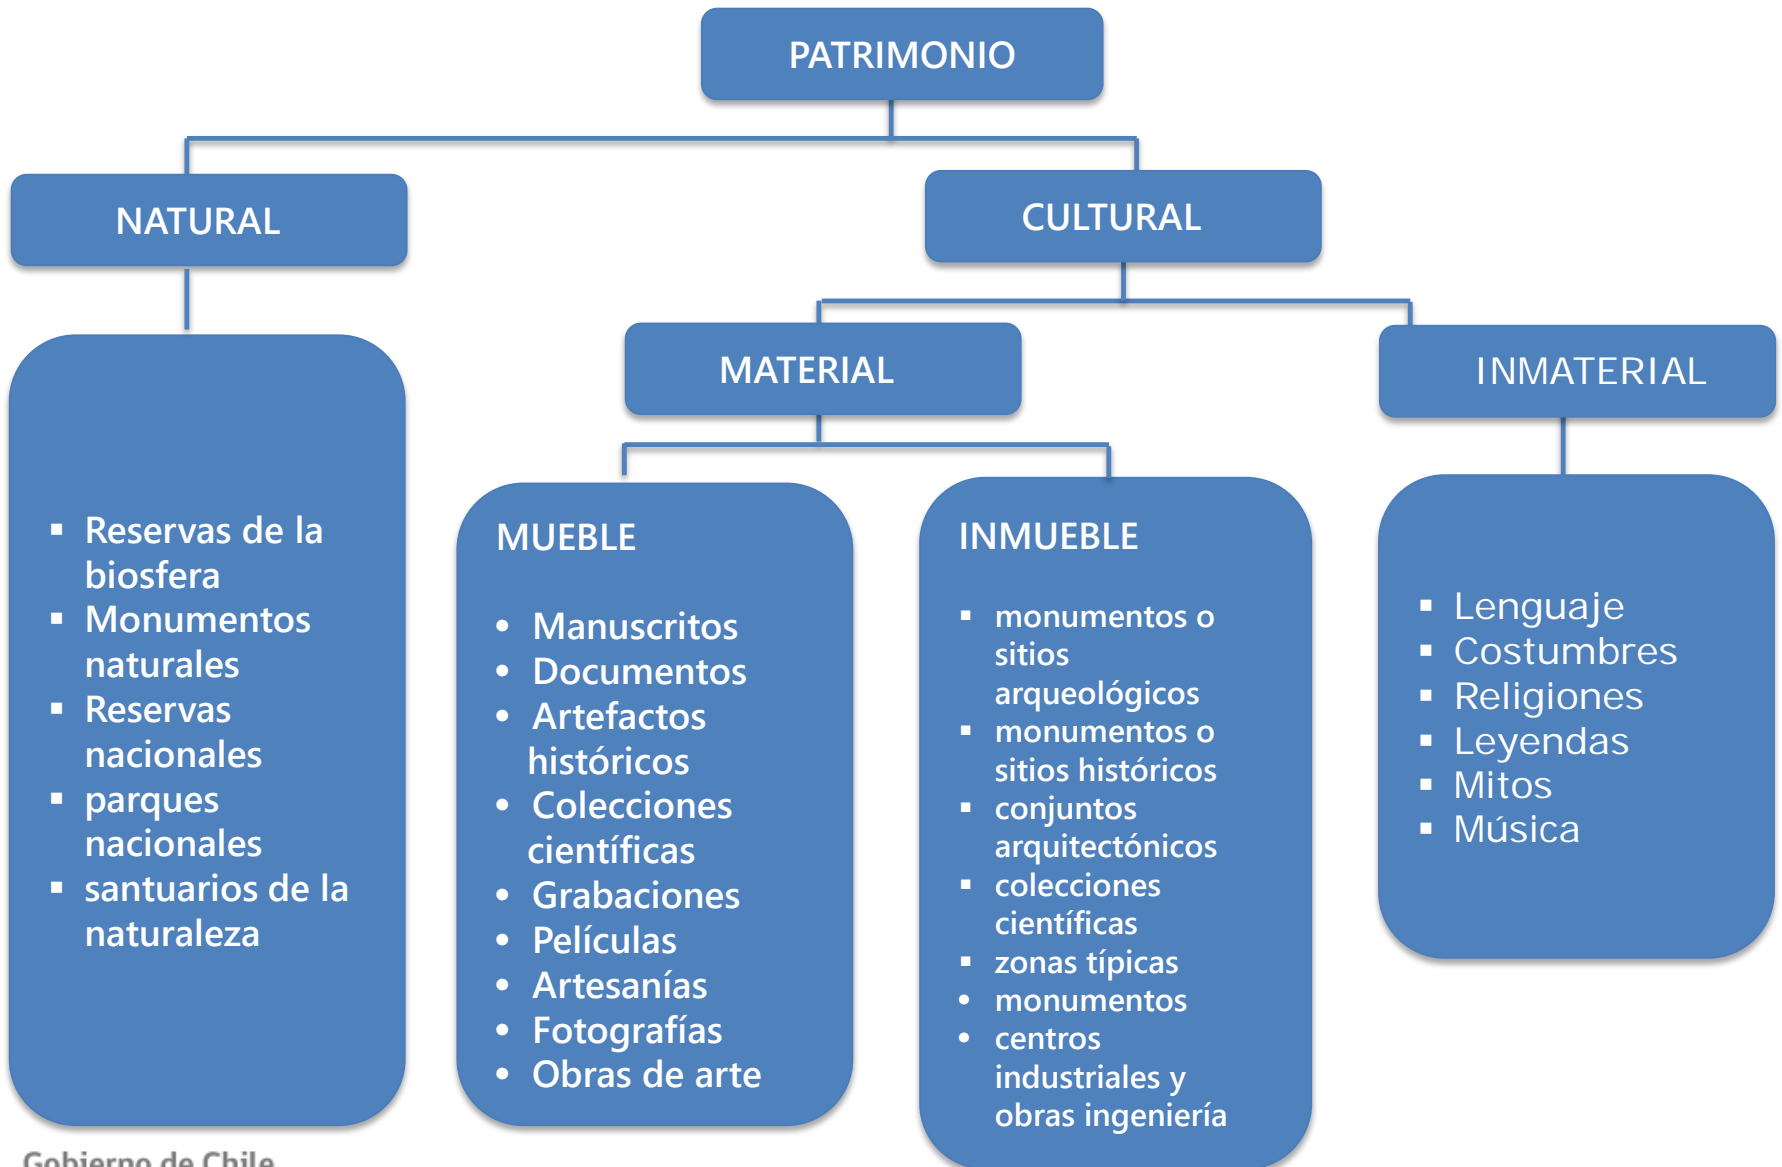 PATRIMONIO
NATURAL
CULTURAL
MATERIAL
INMATERIAL
▪ Reservas de la
biosfera
▪ Monumentos
naturales
▪ Reservas
nacionales
▪ parques
nacionales
▪ santuarios de la
naturaleza
MUEBLE
• Manuscritos
• Documentos
• Artefactos
históricos
• Colecciones
científicas
• Grabaciones
• Películas
• Artesanías
• Fotografías
• Obras de arte
INMUEBLE
▪ monumentos o
sitios
arqueológicos
▪ monumentos o
sitios históricos
▪ conjuntos
arquitectónicos
▪ colecciones
científicas
▪ zonas típicas
• monumentos
• centros
industriales y
obras ingeniería
▪ Lenguaje
▪ Costumbres
▪ Religiones
▪ Leyendas
▪ Mitos
▪ Música
Gobierno de Chile